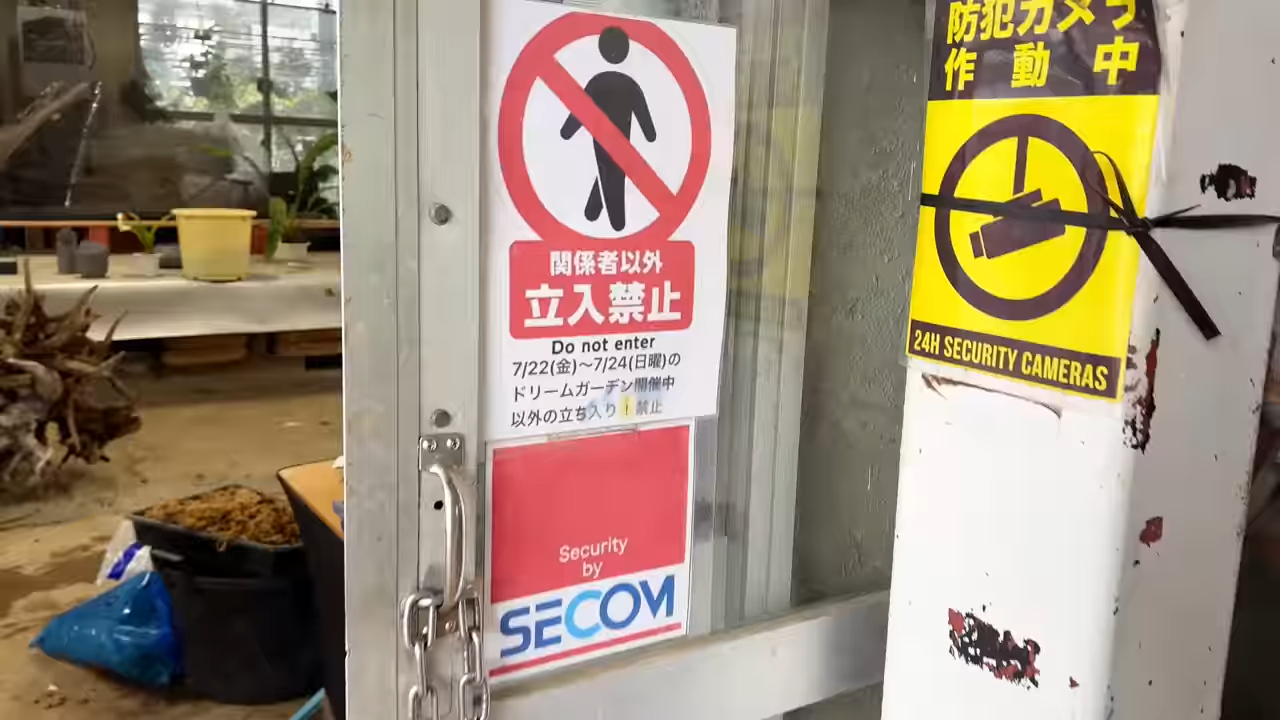 関係者以外
立入禁止
Do not enter
7/22(金)〜7/24(日曜)の
ドリームガーデン開催中
以外の立ち入り!禁止
Security
by
SECOM
防犯カメラ
作動中
24H SECURITY CAMERAS